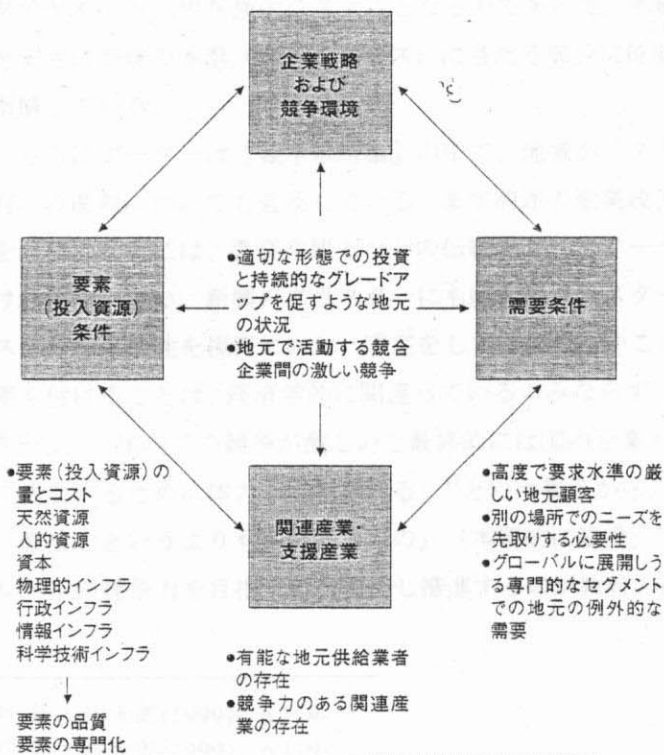 企業戦略
および
競争環境
要素
(投入資源)
条件
●適切な形態での投資
と持続的なグレードア
ップを促すような地元
の状況
●地元で活動する競合
企業間の激しい競争
需要条件
●要素(投入資源)の
量とコスト
天然資源
人的資源
資本
物理的インフラ
行政インフラ
情報インフラ
科学技術インフラ
要素の品質
要素の専門化
関連産業・
支援産業
●有能な地元供給業者
の存在
●競争力のある関連産
業の存在
●高度で要求水準の厳
しい地元顧客
●別の場所でのニーズを
先取りする必要性
●グローバルに展開しう
る専門的なセグメント
での地元の例外的な
需要